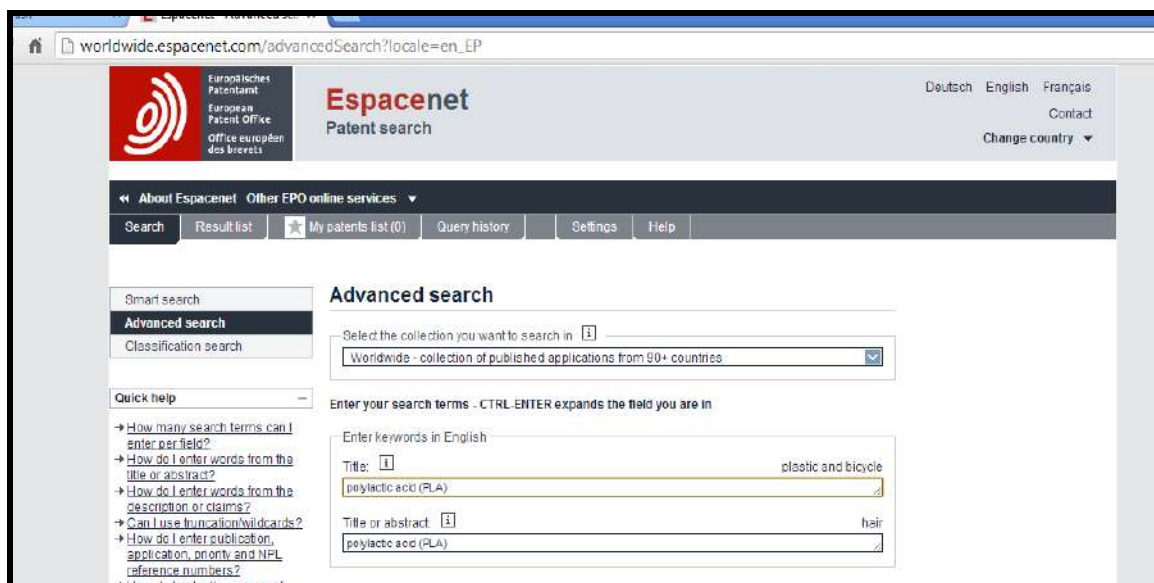 Espacenet - Advanced sea
worldwide.espacenet.com/advancedSearch?locale=en_EP
Europäisches
Patentamt
European
Patent Office
Office européen
des brevets
Espacenet
Patent search
Deutsch English Français
Contact
Change country
About Espacenet Other EPO online services
Search Result list My patents list (0) Query history Settings Help
Smart search
Advanced search
Classification search
Quick help
How many search terms can I
enter per field?
How do I enter words from the
title or abstract?
How do I enter words from the
description or claims?
Can I use truncation/wildcards?
How do I enter publication,
application, priority and NPL
reference numbers?
Advanced search
Select the collection you want to search in i
Worldwide - collection of published applications from 90+ countries
Enter your search terms - CTRL-ENTER expands the field you are in
Enter keywords in English
Title: i plastic and bicycle
polylactic acid (PLA)
Title or abstract: i hair
polylactic acid (PLA)